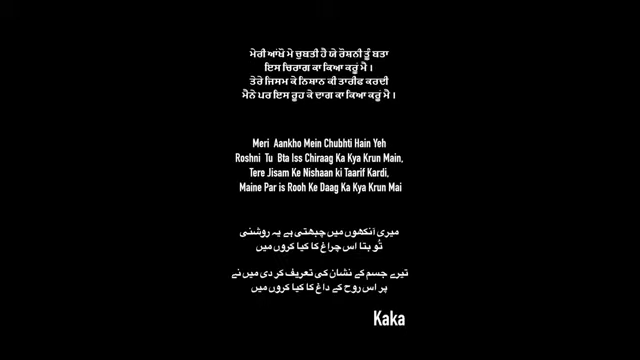 ਮੇਰੀ ਆਂਖੋ ਮੇ ਚੁਬਤੀ ਹੈ ਯੇ ਰੋਸ਼ਨੀ ਤੂੰ ਬਤਾ
ਇਸ ਚਿਰਾਗ ਕਾ ਕਿਆ ਕਰੂੰ ਮੈ ।
ਤੇਰੇ ਜਿਸਮ ਕੇ ਨਿਸ਼ਾਨ ਕੀ ਤਾਰੀਫ ਕਰਦੀ
ਮੈਨੇ ਪਰ ਇਸ ਰੂਹ ਕੇ ਦਾਗ ਕਾ ਕਿਆ ਕਰੂੰ ਮੈ ।
Meri Aankho Mein Chubhti Hain Yeh
Roshni Tu Bta Iss Chiraag Ka Kya Krun Main,
Tere Jisam Ke Nishaan ki Taarif Kardi,
Maine Par is Rooh Ke Daag Ka Kya Krun Mai
میری آنکھوں میں چبھتی ہے یہ روشنی
تُو بتا اس چراغ کا کیا کروں میں
تیرے جسم کے نشان کی تعریف کر دی میں نے
پر اس روح کے داغ کا کیا کروں میں
Kaka